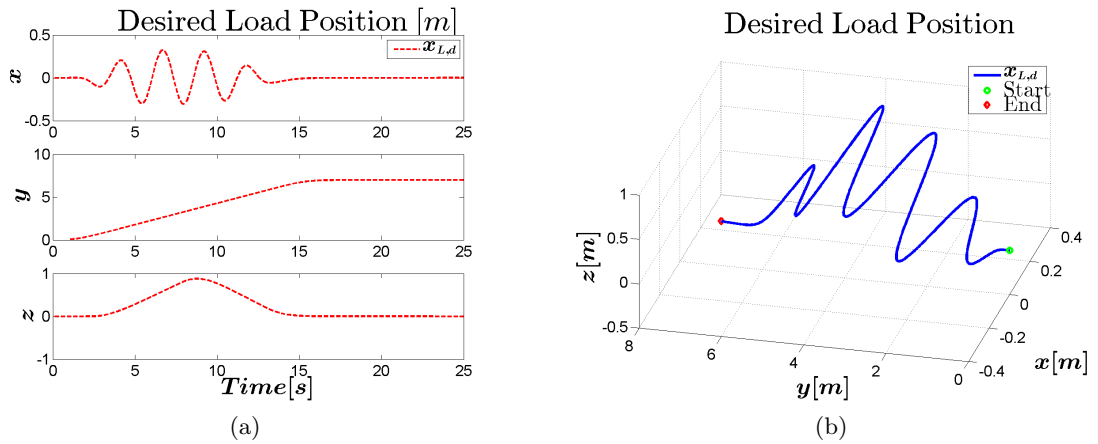 Desired Load Position [m]
0.5
0
-0.5
x
x_{L,d}
0 5 10 15 20 25
10
5
0
y
0 5 10 15 20 25
1
0
-1
z
0 5 10 15 20 25
Time[s]
(a)
Desired Load Position
x_{L,d}
Start
End
1
0.5
0
-0.5
z[m]
8 6 4 2 0
y[m]
0.4
0.2
0
-0.2
-0.4
x[m]
(b)